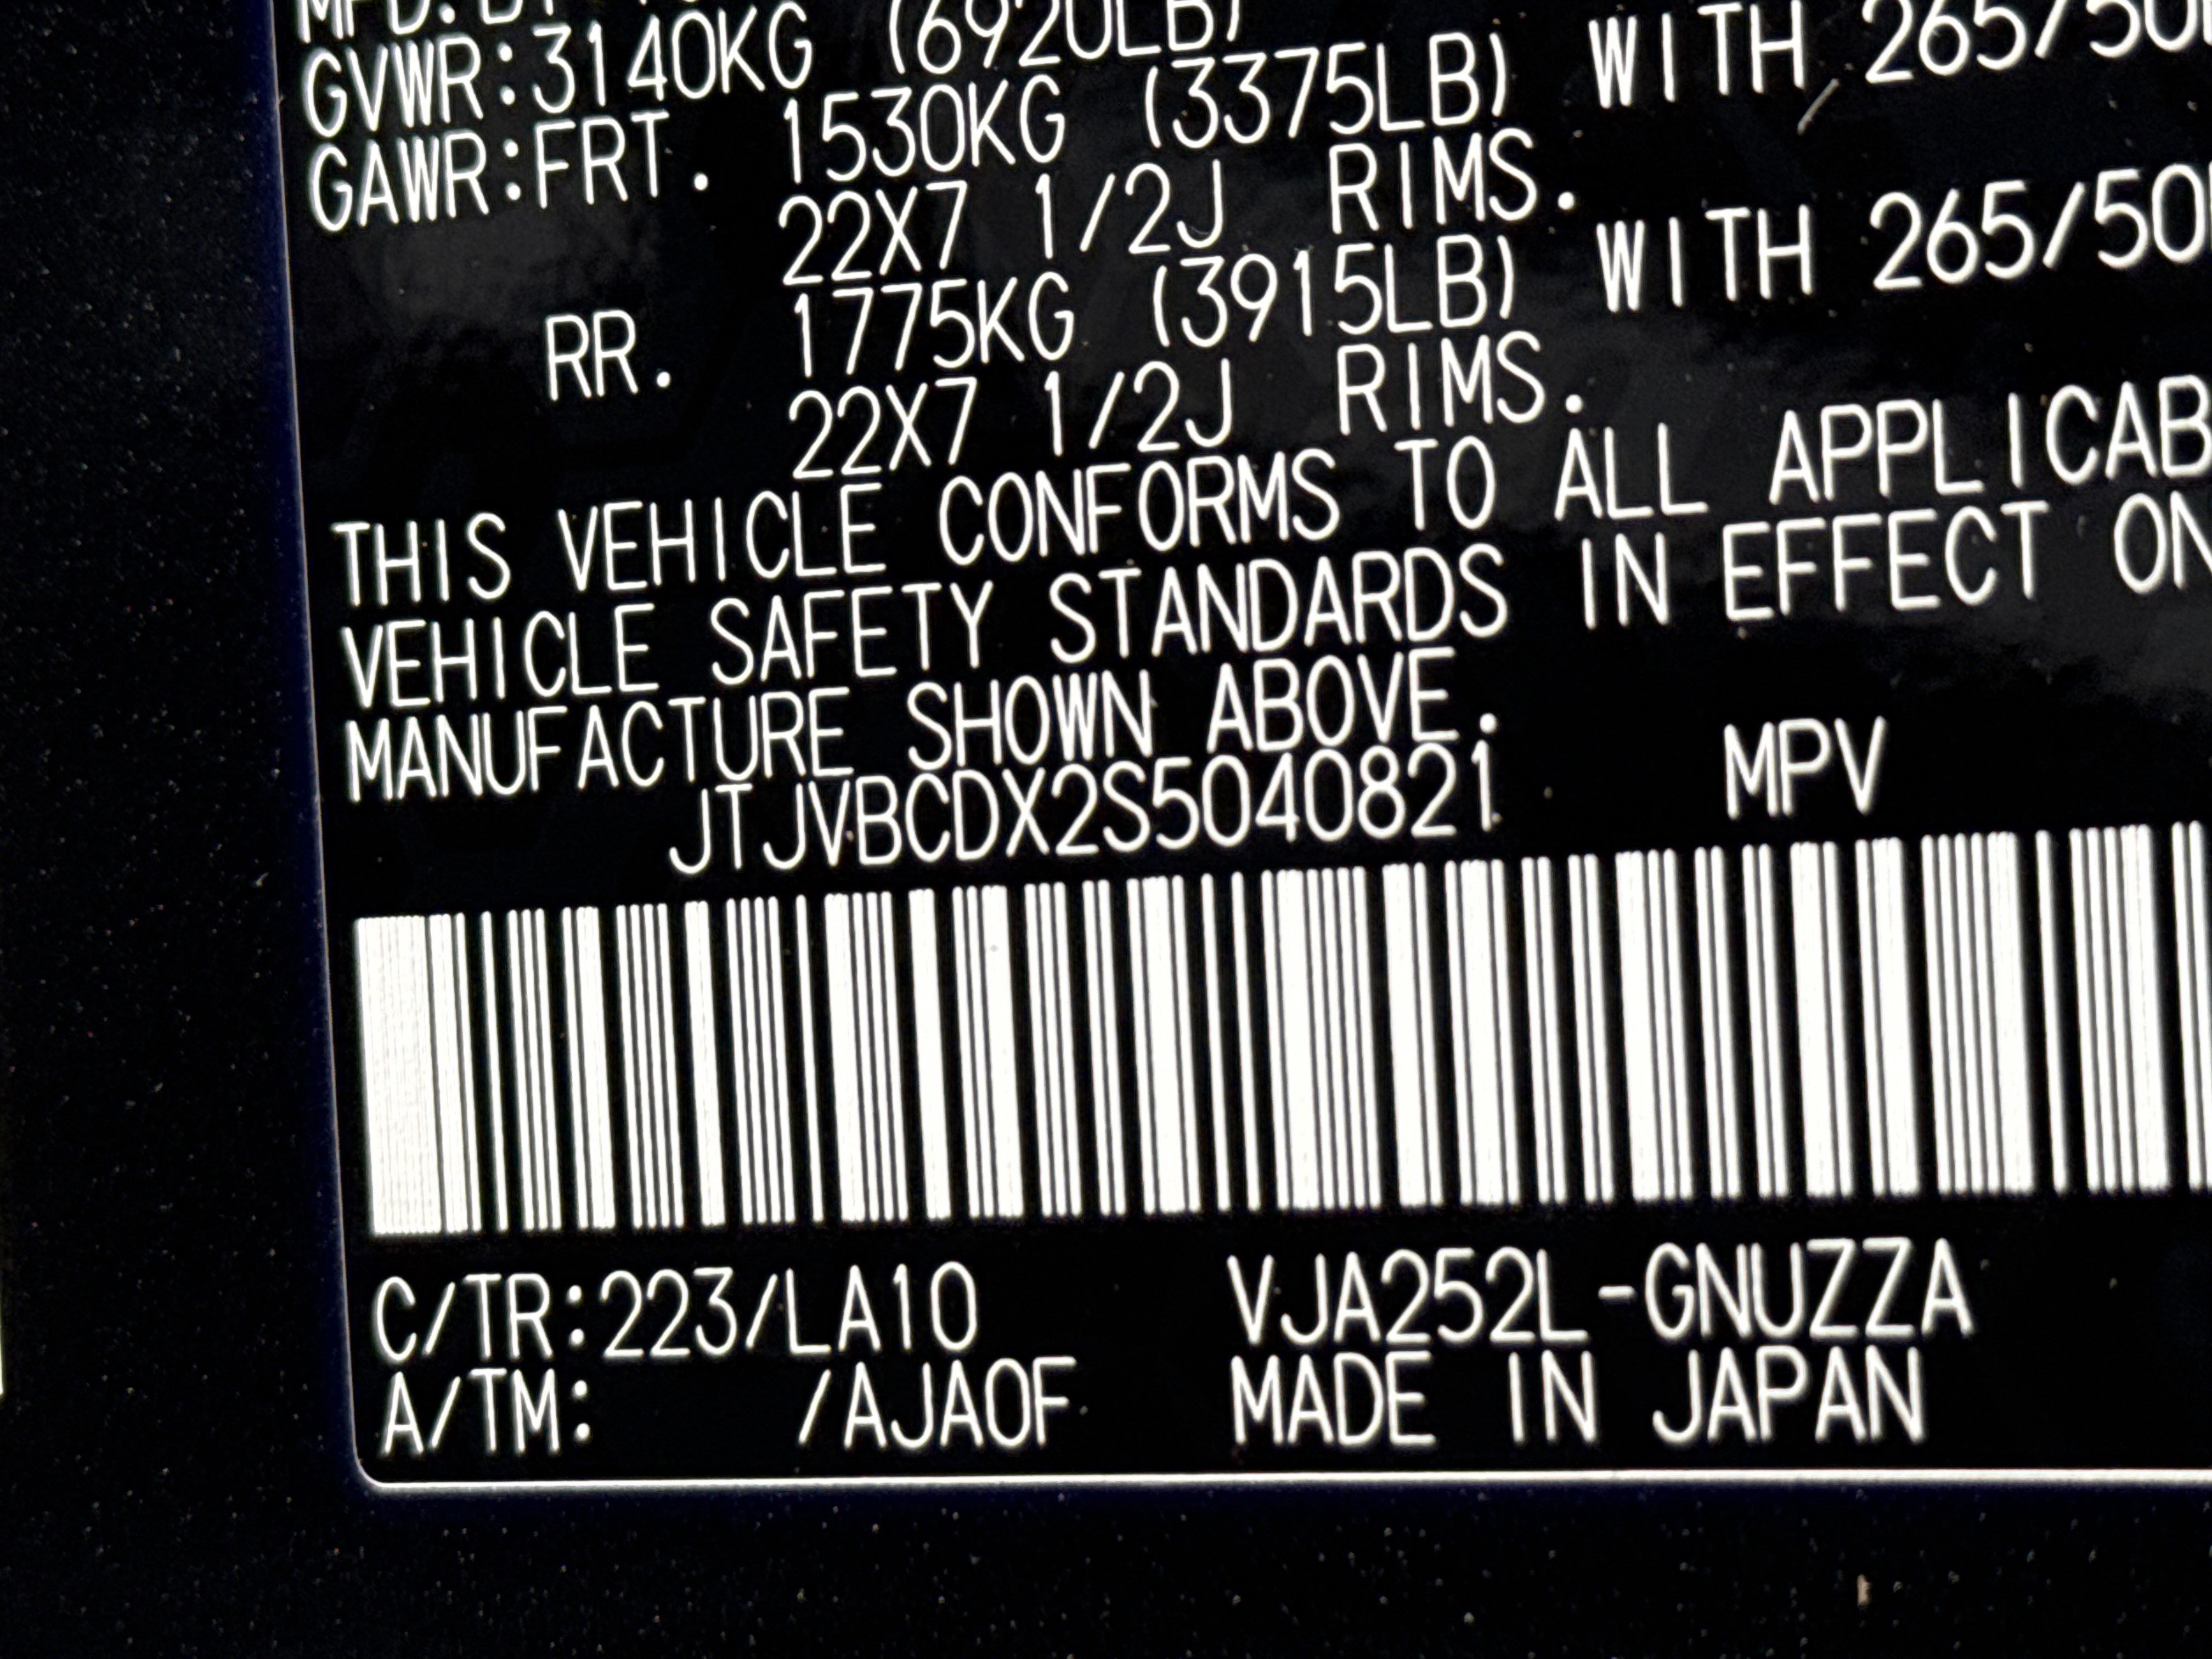 GVWR:3140KG (6920LB)
GAWR:FRT. 1530KG (3375LB) WITH 265/50
22X7 1/2J RIMS.
RR. 1775KG (3915LB) WITH 265/50
22X7 1/2J RIMS.
THIS VEHICLE CONFORMS TO ALL APPLICAB
VEHICLE SAFETY STANDARDS IN EFFECT ON
MANUFACTURE SHOWN ABOVE.
JTJVBCDX2S5040821 MPV
C/TR:223/LA10 VJA252L-GNUZZA
A/TM: /AJA0F MADE IN JAPAN